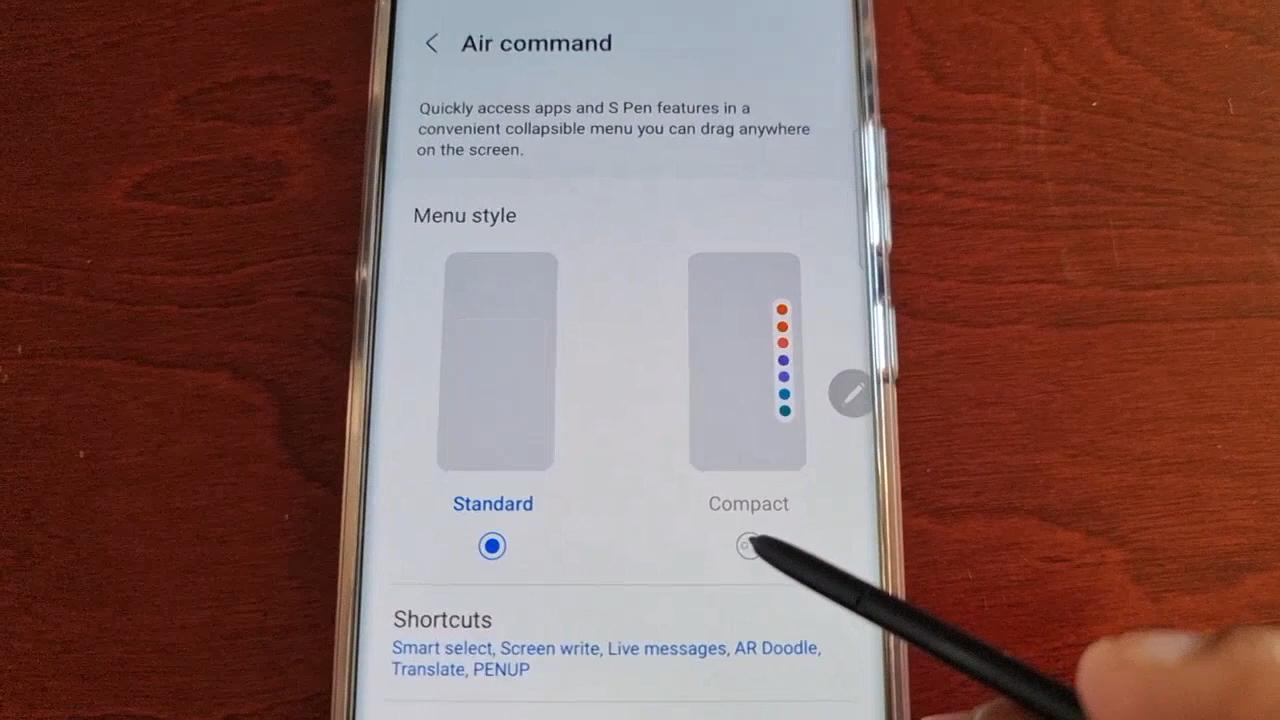 Air command
Quickly access apps and S Pen features in a
convenient collapsible menu you can drag anywhere
on the screen.
Menu style
Standard
Compact
Shortcuts
Smart select, Screen write, Live messages, AR Doodle,
Translate, PENUP